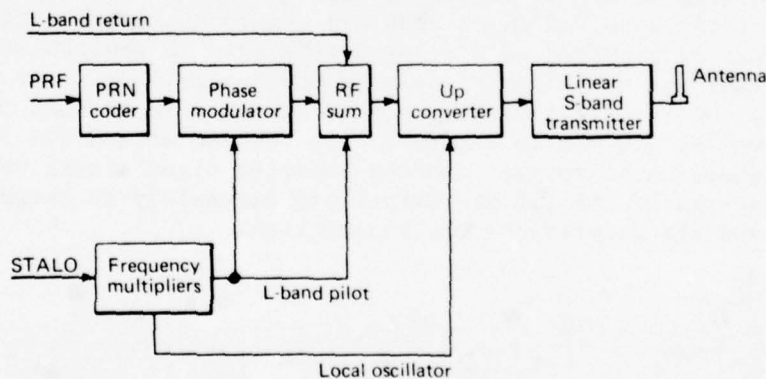 L-band return
PRF
PRN
coder
Phase
modulator
RF
sum
Up
converter
Linear
S-band
transmitter
Antenna
STALO
Frequency
multipliers
L-band pilot
Local oscillator